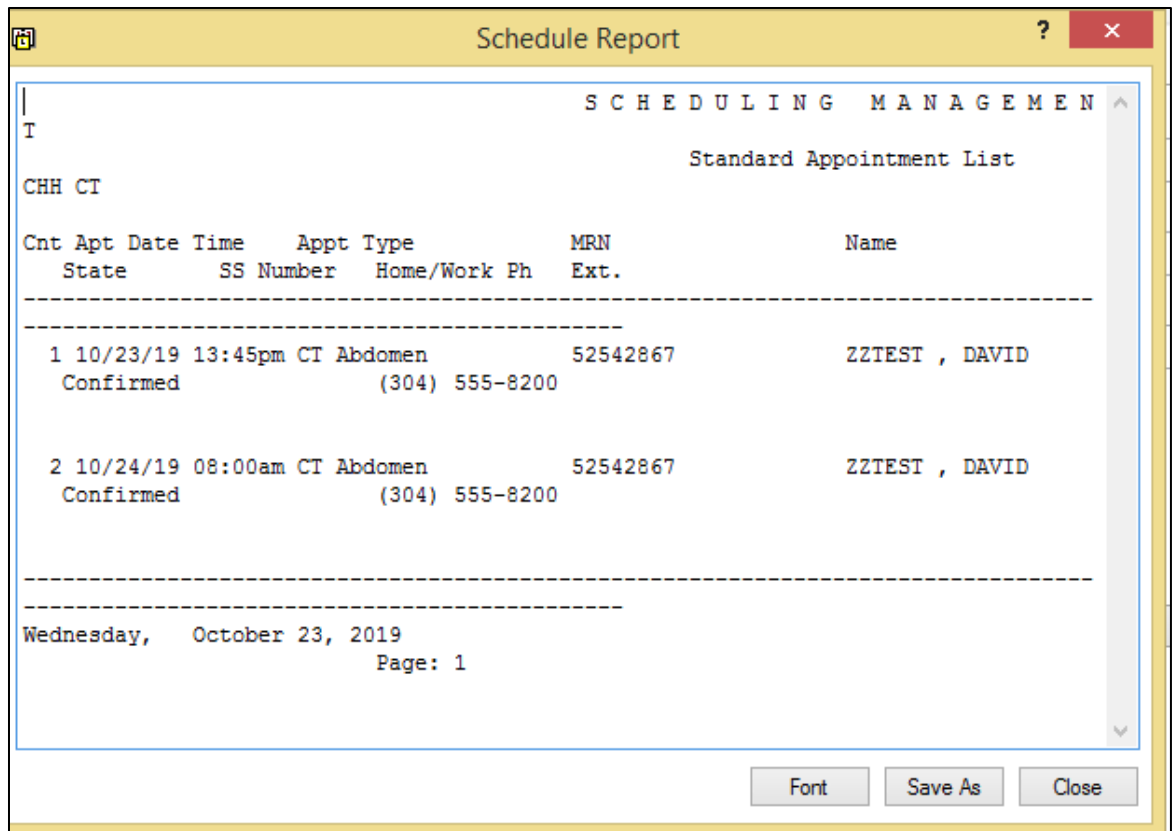 Schedule Report
?
S C H E D U L I N G   M A N A G E M E N
T
Standard Appointment List
CHH CT
Cnt Apt Date Time    Appt Type            MRN                  Name
State       SS Number   Home/Work Ph   Ext.
----------------------------------------------------------------------------------
----------------------------------------------
1 10/23/19 13:45pm CT Abdomen           52542867             ZZTEST , DAVID
Confirmed               (304) 555-8200
2 10/24/19 08:00am CT Abdomen           52542867             ZZTEST , DAVID
Confirmed               (304) 555-8200
----------------------------------------------------------------------------------
----------------------------------------------
Wednesday,   October 23, 2019
Page: 1
Font    Save As    Close